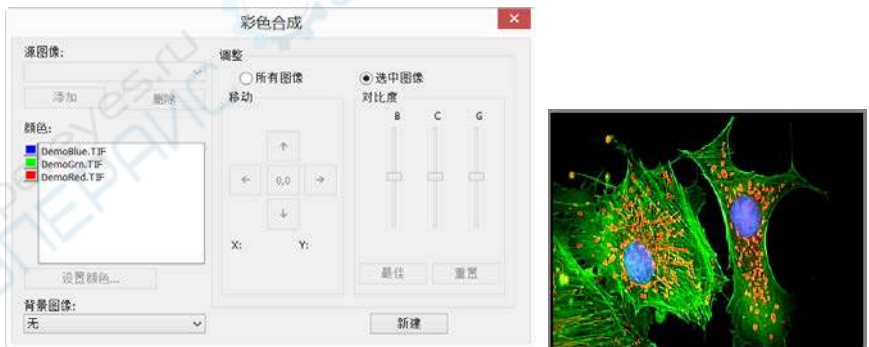 彩色合成
源图像:
添加
删除
颜色:
DemoBlue.TIF
DemoGrn.TIF
DemoRed.TIF
设置颜色...
背景图像:
无
调整
所有图像
选中图像
移动
0,0
X:
Y:
对比度
B
C
G
最佳
重置
新建